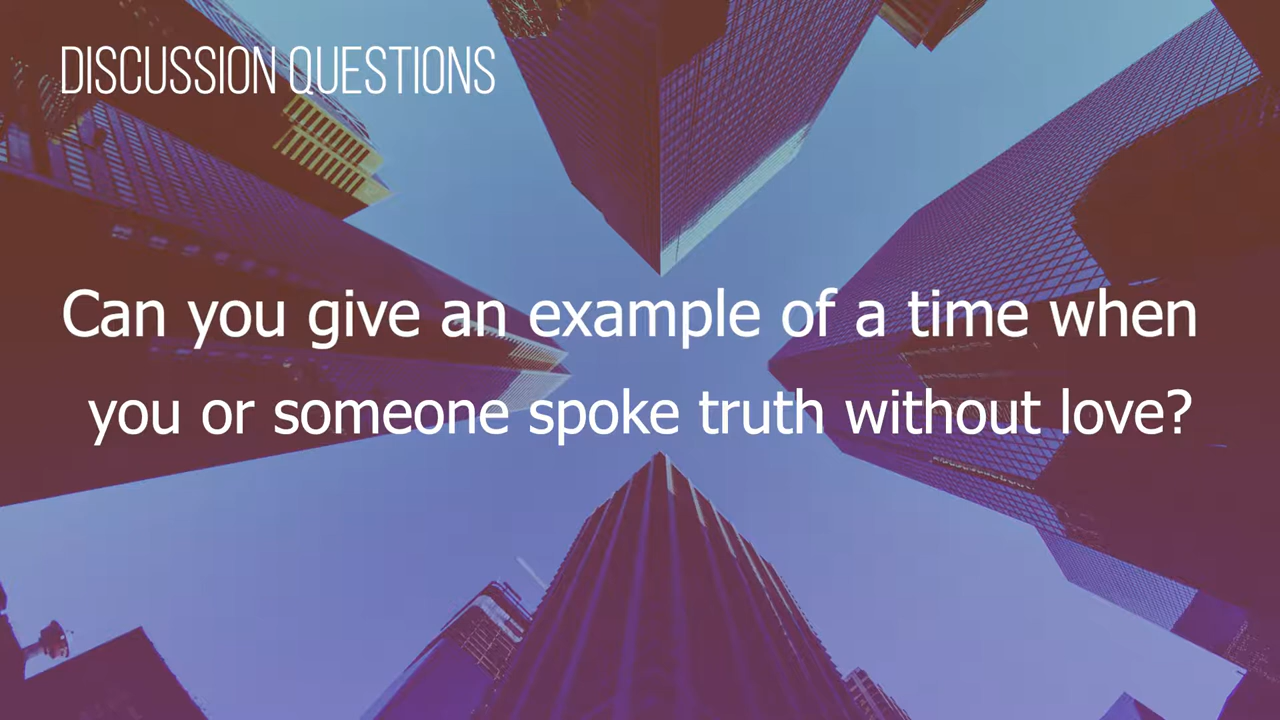 DISCUSSION QUESTIONS
Can you give an example of a time when
you or someone spoke truth without love?